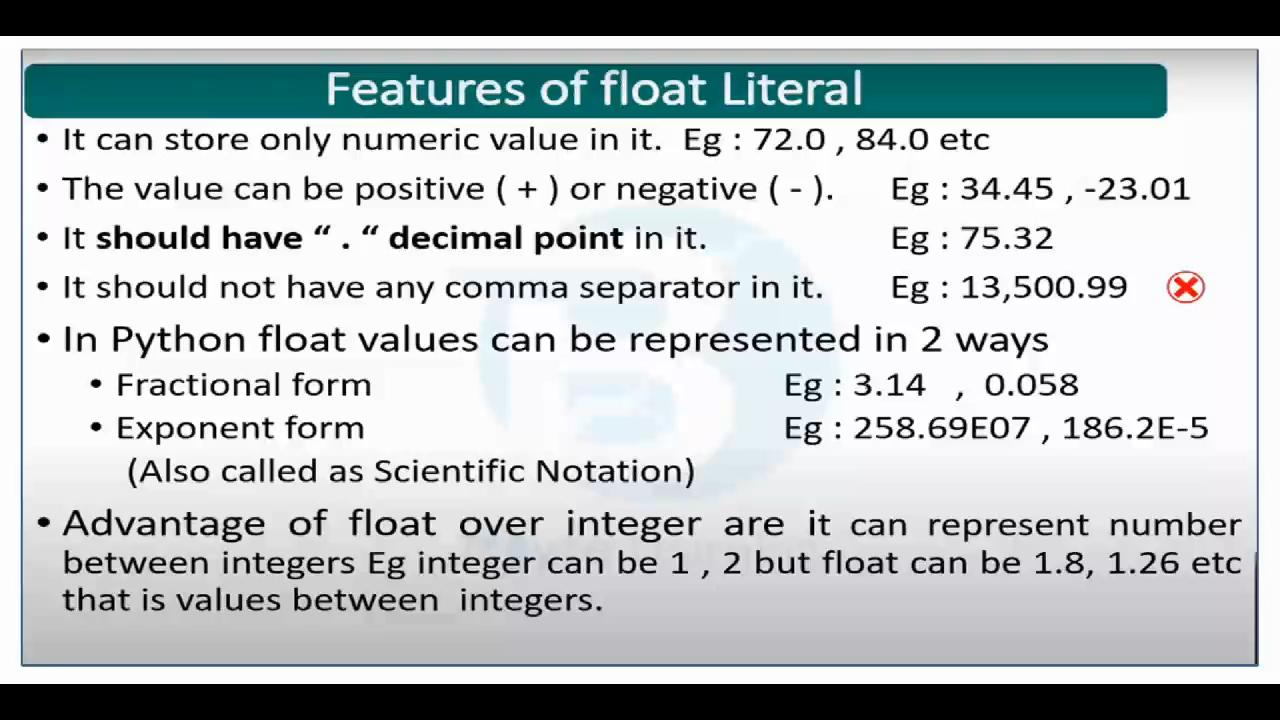 Features of float Literal
• It can store only numeric value in it. Eg : 72.0 , 84.0 etc
• The value can be positive ( + ) or negative ( - ). Eg : 34.45 , -23.01
• It should have “ . “ decimal point in it. Eg : 75.32
• It should not have any comma separator in it. Eg : 13,500.99
• In Python float values can be represented in 2 ways
• Fractional form Eg : 3.14 , 0.058
• Exponent form Eg : 258.69E07 , 186.2E-5
(Also called as Scientific Notation)
• Advantage of float over integer are it can represent number
between integers Eg integer can be 1 , 2 but float can be 1.8, 1.26 etc
that is values between integers.